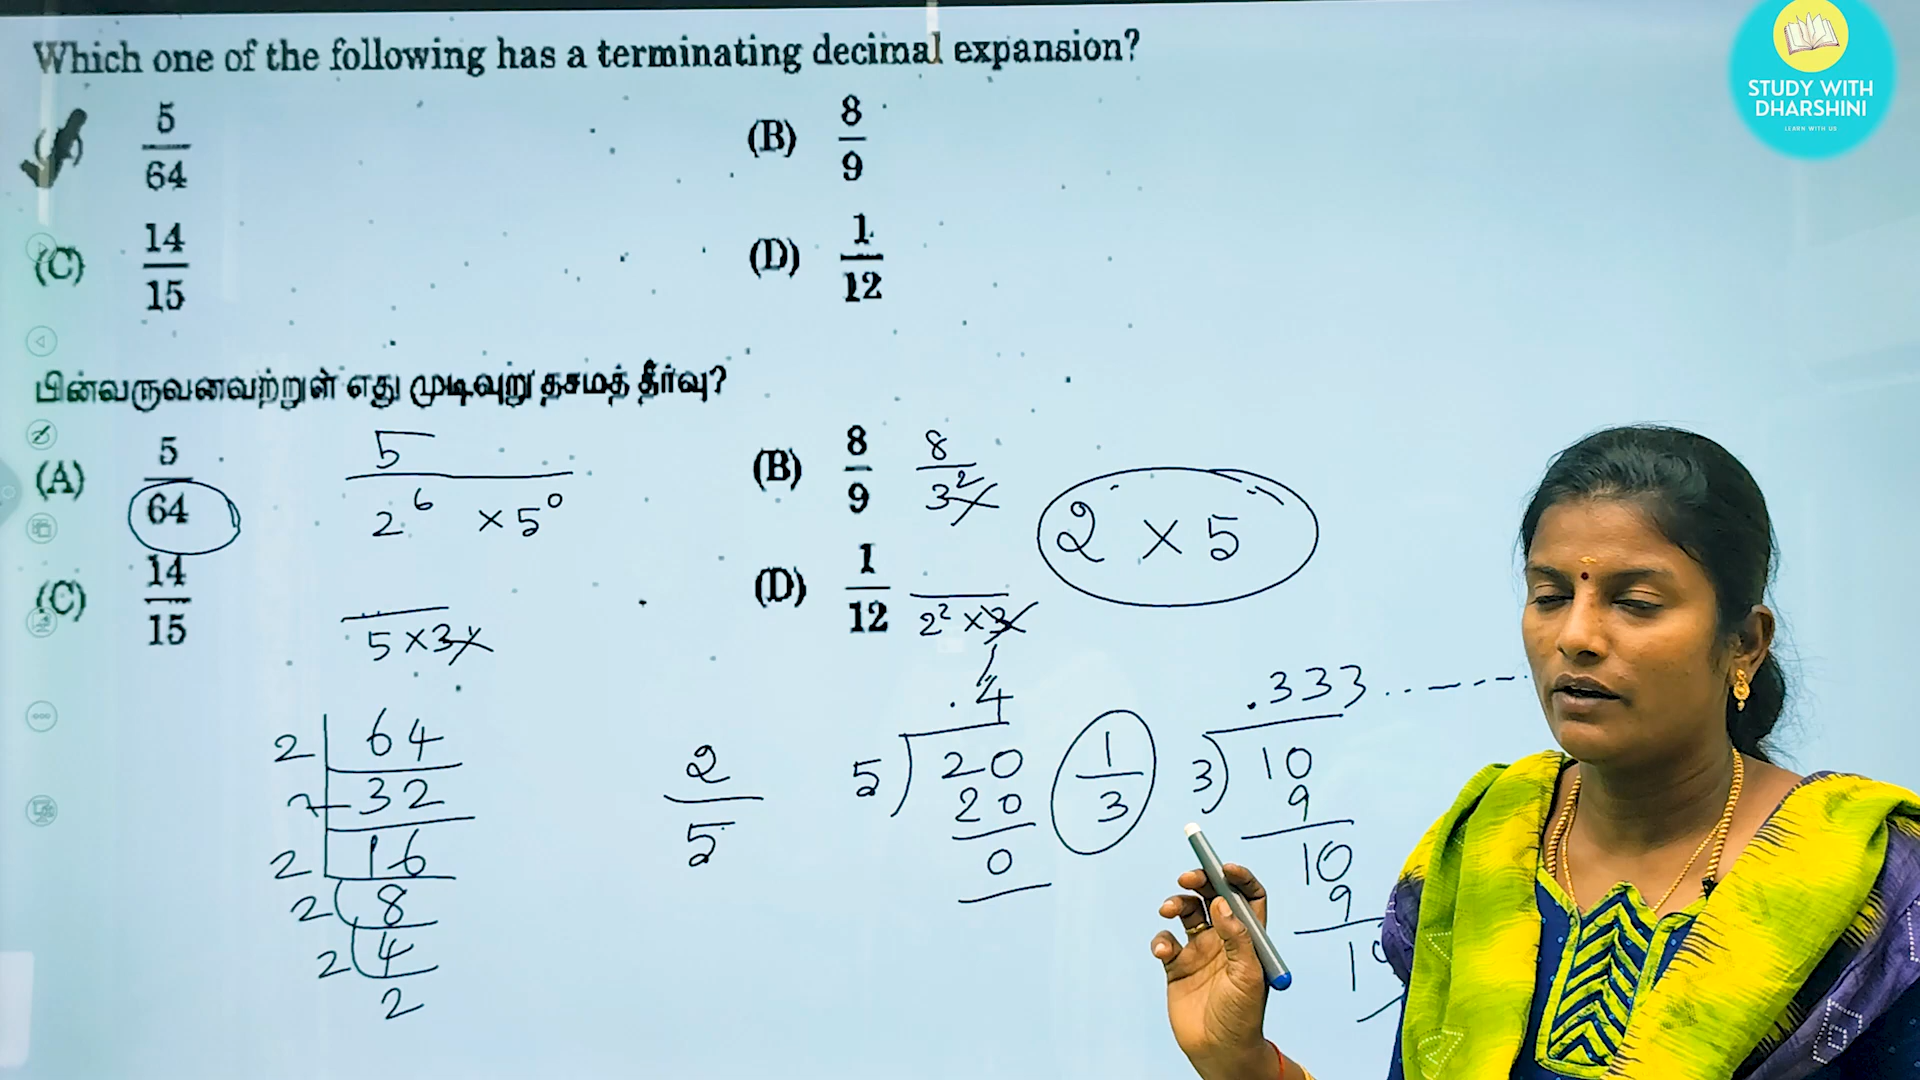 Which one of the following has a terminating decimal expansion?
(A) 5/64
(B) 8/9
(C) 14/15
(D) 1/12
பின்வருவனவற்றுள் எது முடிவுறு தசமத் தீர்வு?
(A) 5/64
5/2^6 × 5^0
(B) 8/9
8/3^2
2 × 5
(C) 14/15
5 × 3
(D) 1/12
2^2 × 3
2 64
2 32
2 16
2 8
2 4
2
2/5
.4
5 ) 20
20
0
1/3
.333...
3 ) 10
9
10
9
STUDY WITH
DHARSHINI
LEARN WITH US